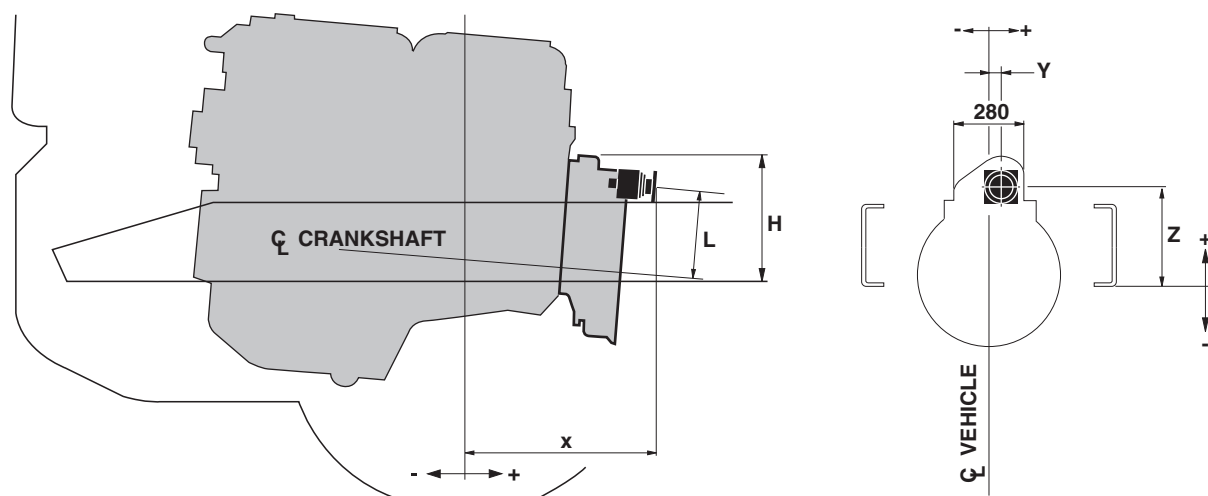 - +
Y
280
H
℄ CRANKSHAFT
L
Z
+
-
x
- +
℄ VEHICLE